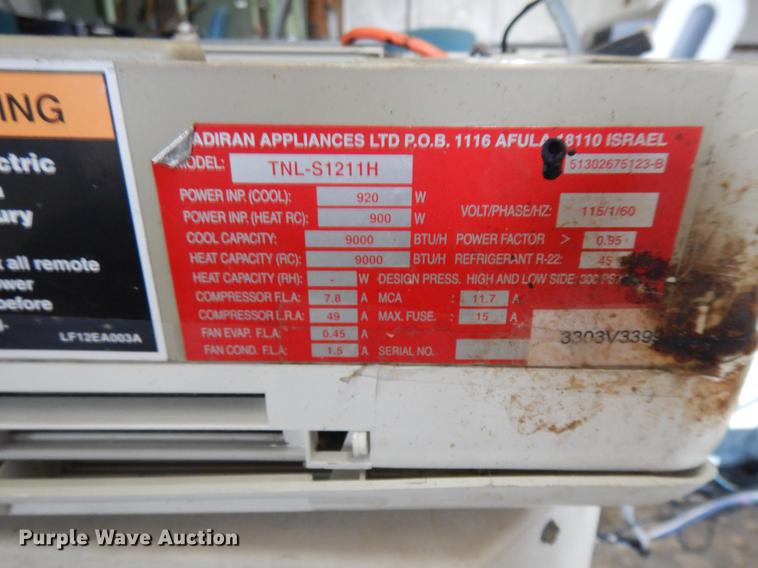 ING
ADIRAN APPLIANCES LTD P.O.B. 1116 AFULA 18110 ISRAEL
MODEL: TNL-S1211H 51302675123-B
POWER INP. (COOL) 920 W
POWER INP. (HEAT RC): 900 W VOLT/PHASE/HZ: 115/1/60
COOL CAPACITY: 9000 BTU/H POWER FACTOR > 0.95
HEAT CAPACITY (RC) 9000 BTU/H REFRIGERANT R-22: 45
HEAT CAPACITY (RH): - W DESIGN PRESS. HIGH AND LOW SIDE: 300 PS
COMPRESSOR F.L.A: 7.8 A MCA : 11.7 A
COMPRESSOR L.R.A: 49 A MAX. FUSE. : 15 A
FAN EVAP. F.L.A: 0.45 A
FAN COND. F.L.A: 1.5 A SERIAL NO. 3303V339
ctric
ury
k all remote
ower
before
LF12EA003A
Purple Wave Auction